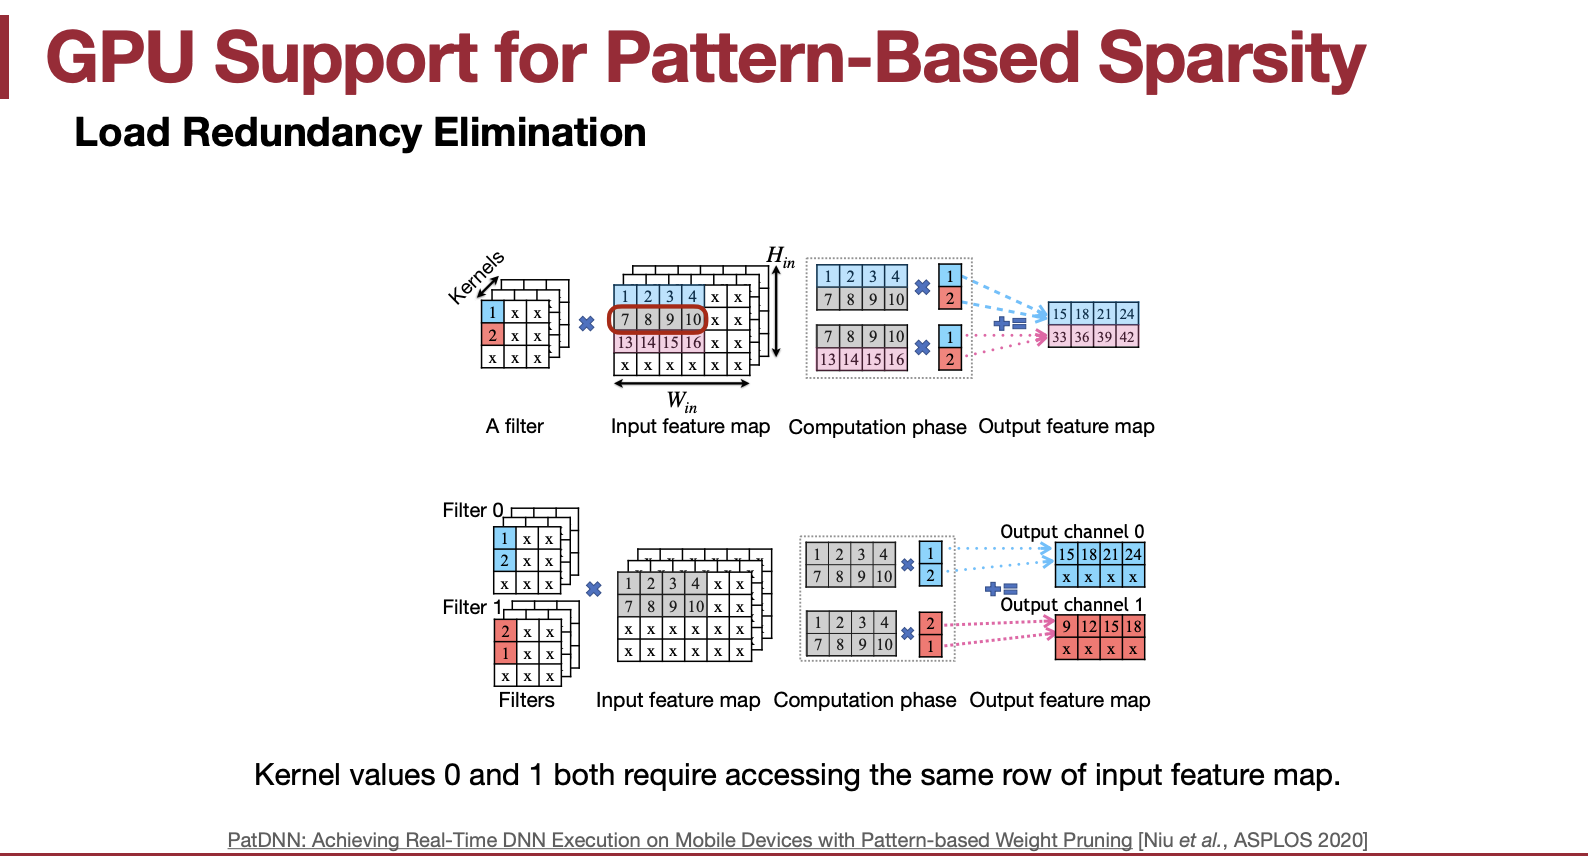 GPU Support for Pattern-Based Sparsity
Load Redundancy Elimination
Kernels
1 x x
2 x x
x x x
1 2 3 4 x x
7 8 9 10 x x
13 14 15 16 x x
x x x x x x
H in
W in
1 2 3 4
7 8 9 10
1
2
7 8 9 10
13 14 15 16
1
2
15 18 21 24
33 36 39 42
A filter
Input feature map
Computation phase
Output feature map
Filter 0
1 x x
2 x x
x x x
Filter 1
2 x x
1 x x
x x x
1 2 3 4 x x
7 8 9 10 x x
x x x x x x
x x x x x x
1 2 3 4
7 8 9 10
1
2
1 2 3 4
7 8 9 10
2
1
Output channel 0
15 18 21 24
x x x x
Output channel 1
9 12 15 18
x x x x
Filters
Input feature map
Computation phase
Output feature map
Kernel values 0 and 1 both require accessing the same row of input feature map.
PatDNN: Achieving Real-Time DNN Execution on Mobile Devices with Pattern-based Weight Pruning [Niu et al., ASPLOS 2020]